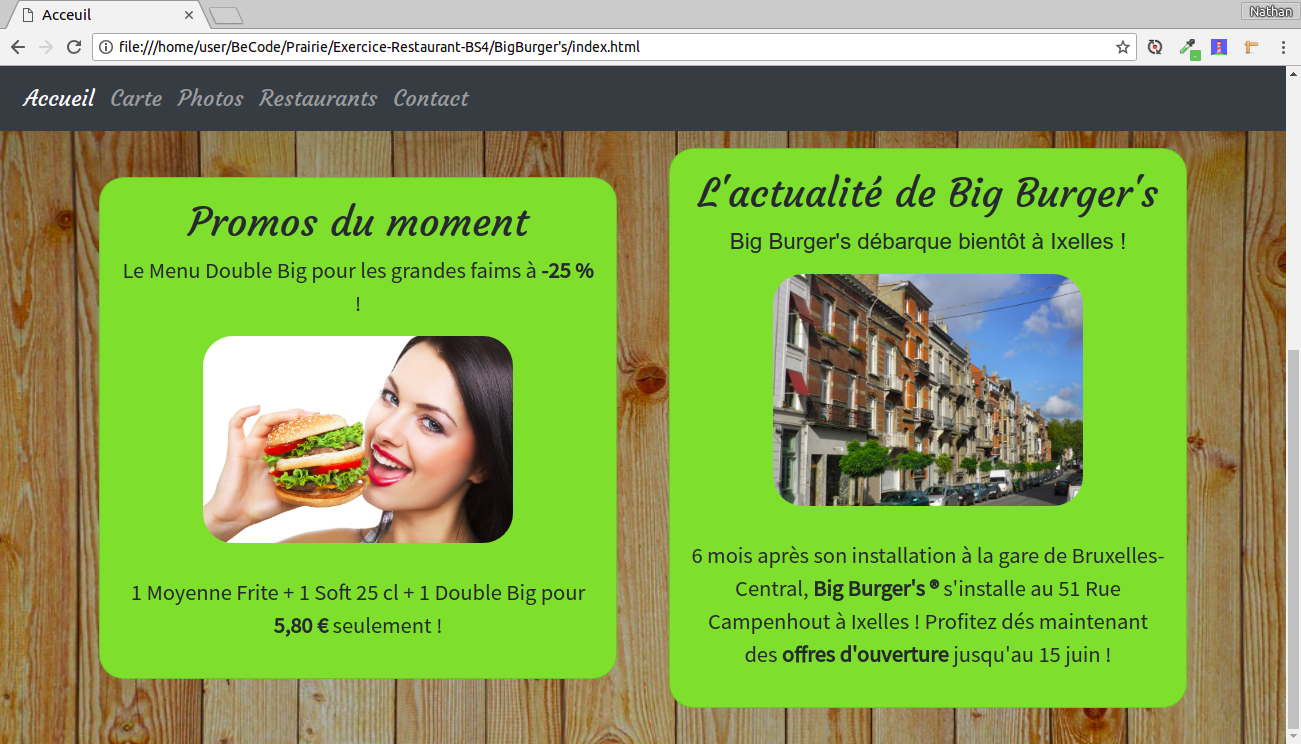 Acceuil
Nathan
file:///home/user/BeCode/Prairie/Exercice-Restaurant-BS4/BigBurger's/index.html
Accueil Carte Photos Restaurants Contact
Promos du moment
Le Menu Double Big pour les grandes faims à -25 %
!
1 Moyenne Frite + 1 Soft 25 cl + 1 Double Big pour
5,80 € seulement !
L'actualité de Big Burger's
Big Burger's débarque bientôt à Ixelles !
6 mois après son installation à la gare de Bruxelles-
Central, Big Burger's ® s'installe au 51 Rue
Campenhout à Ixelles ! Profitez dés maintenant
des offres d'ouverture jusqu'au 15 juin !